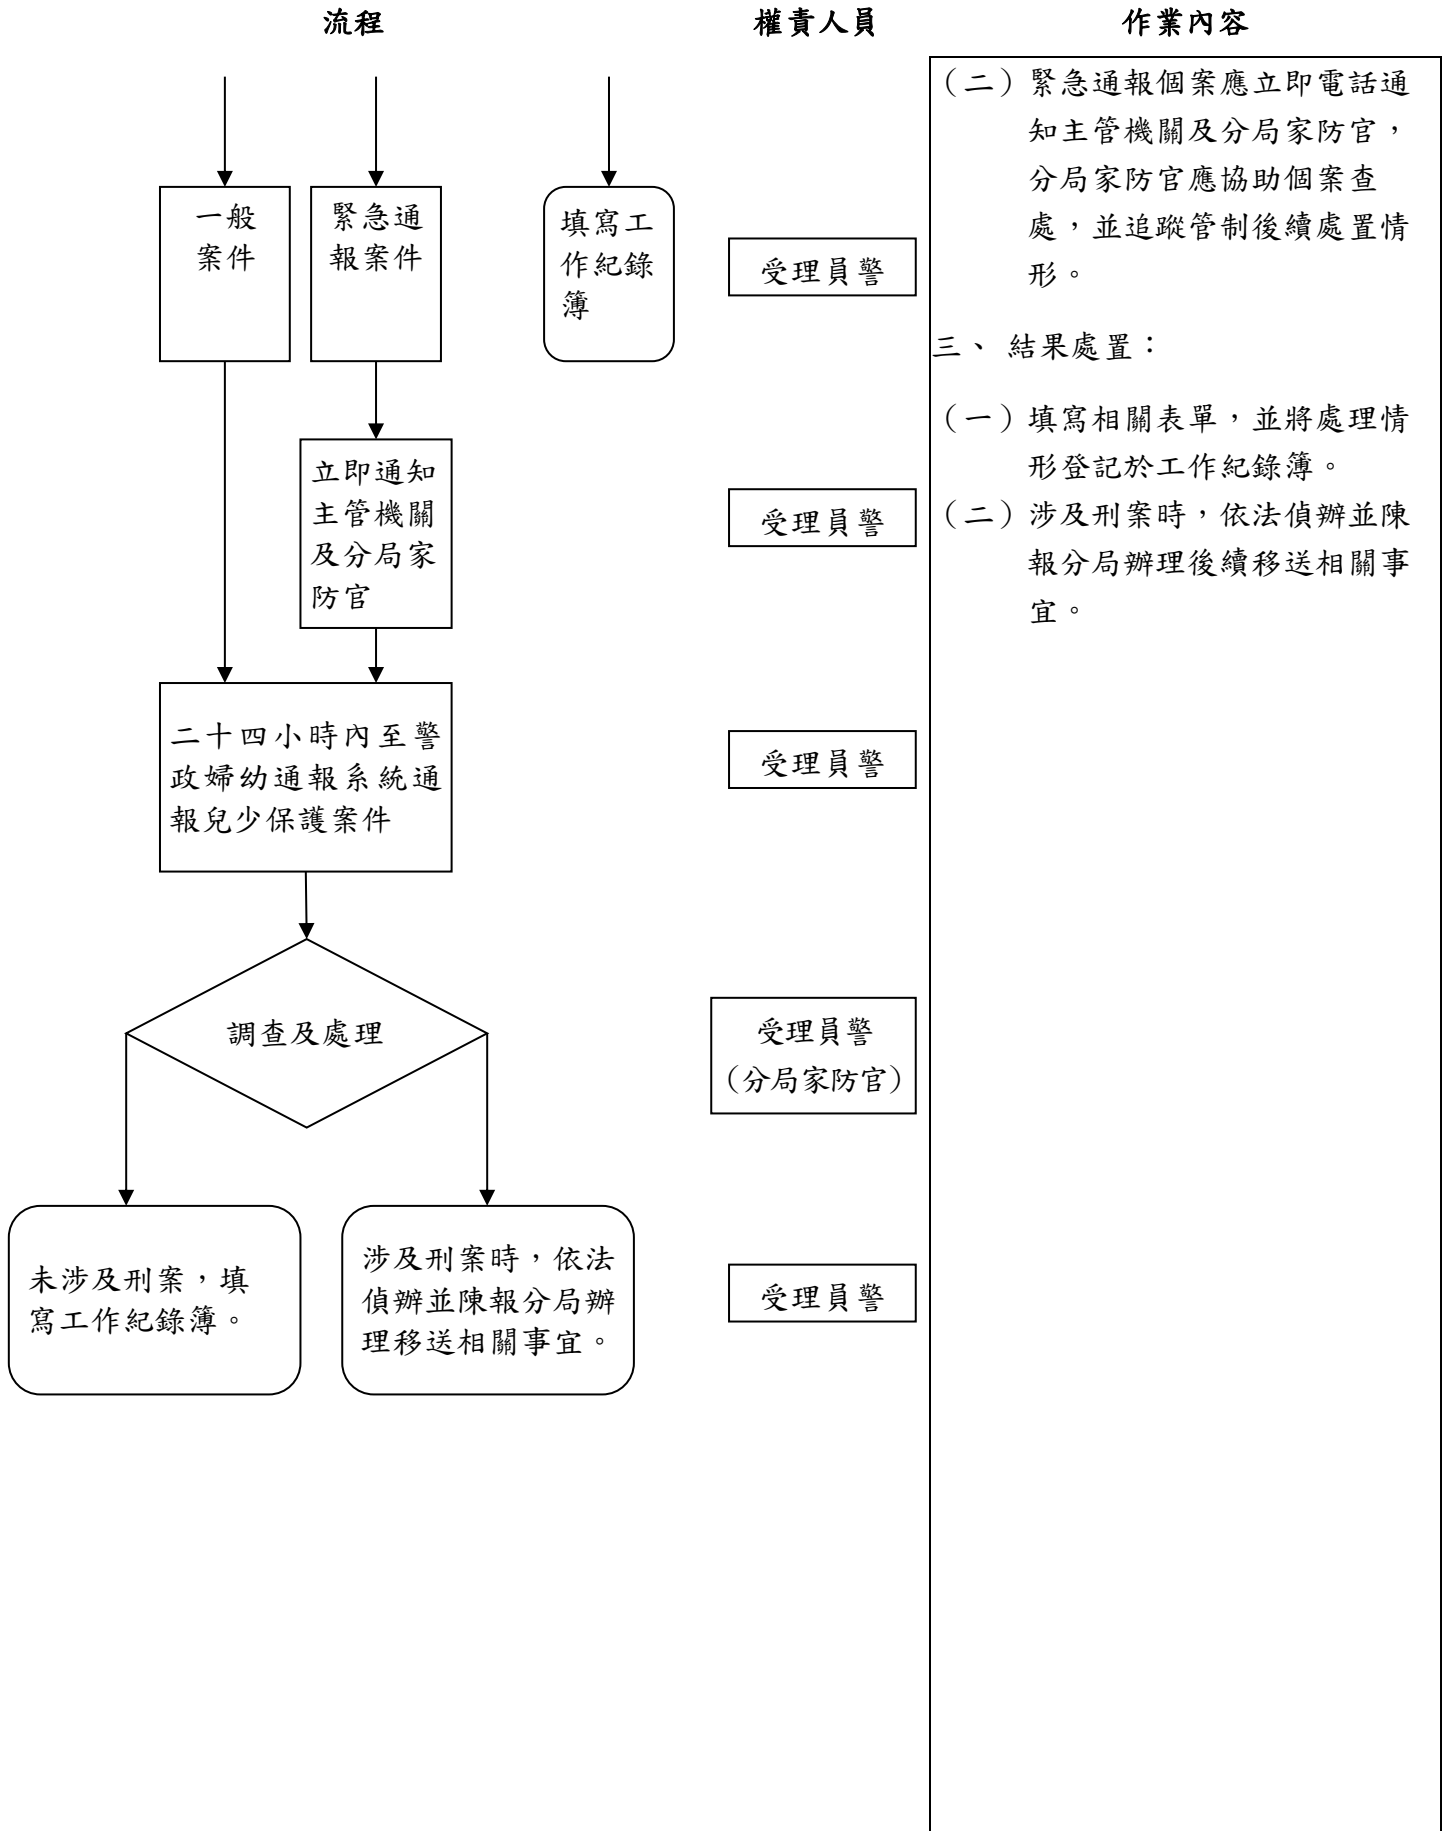 流程
權責人員
作業內容
一般
案件
緊急通
報案件
填寫工
作紀錄
簿
受理員警
立即通知
主管機關
及分局家
防官
受理員警
二十四小時內至警
政婦幼通報系統通
報兒少保護案件
受理員警
調查及處理
受理員警
（分局家防官）
未涉及刑案，填
寫工作紀錄簿。
涉及刑案時，依法
偵辦並陳報分局辦
理移送相關事宜。
受理員警
（二）緊急通報個案應立即電話通
知主管機關及分局家防官，
分局家防官應協助個案查
處，並追蹤管制後續處置情
形。
三、 結果處置：
（一）填寫相關表單，並將處理情
形登記於工作紀錄簿。
（二）涉及刑案時，依法偵辦並陳
報分局辦理後續移送相關事
宜。